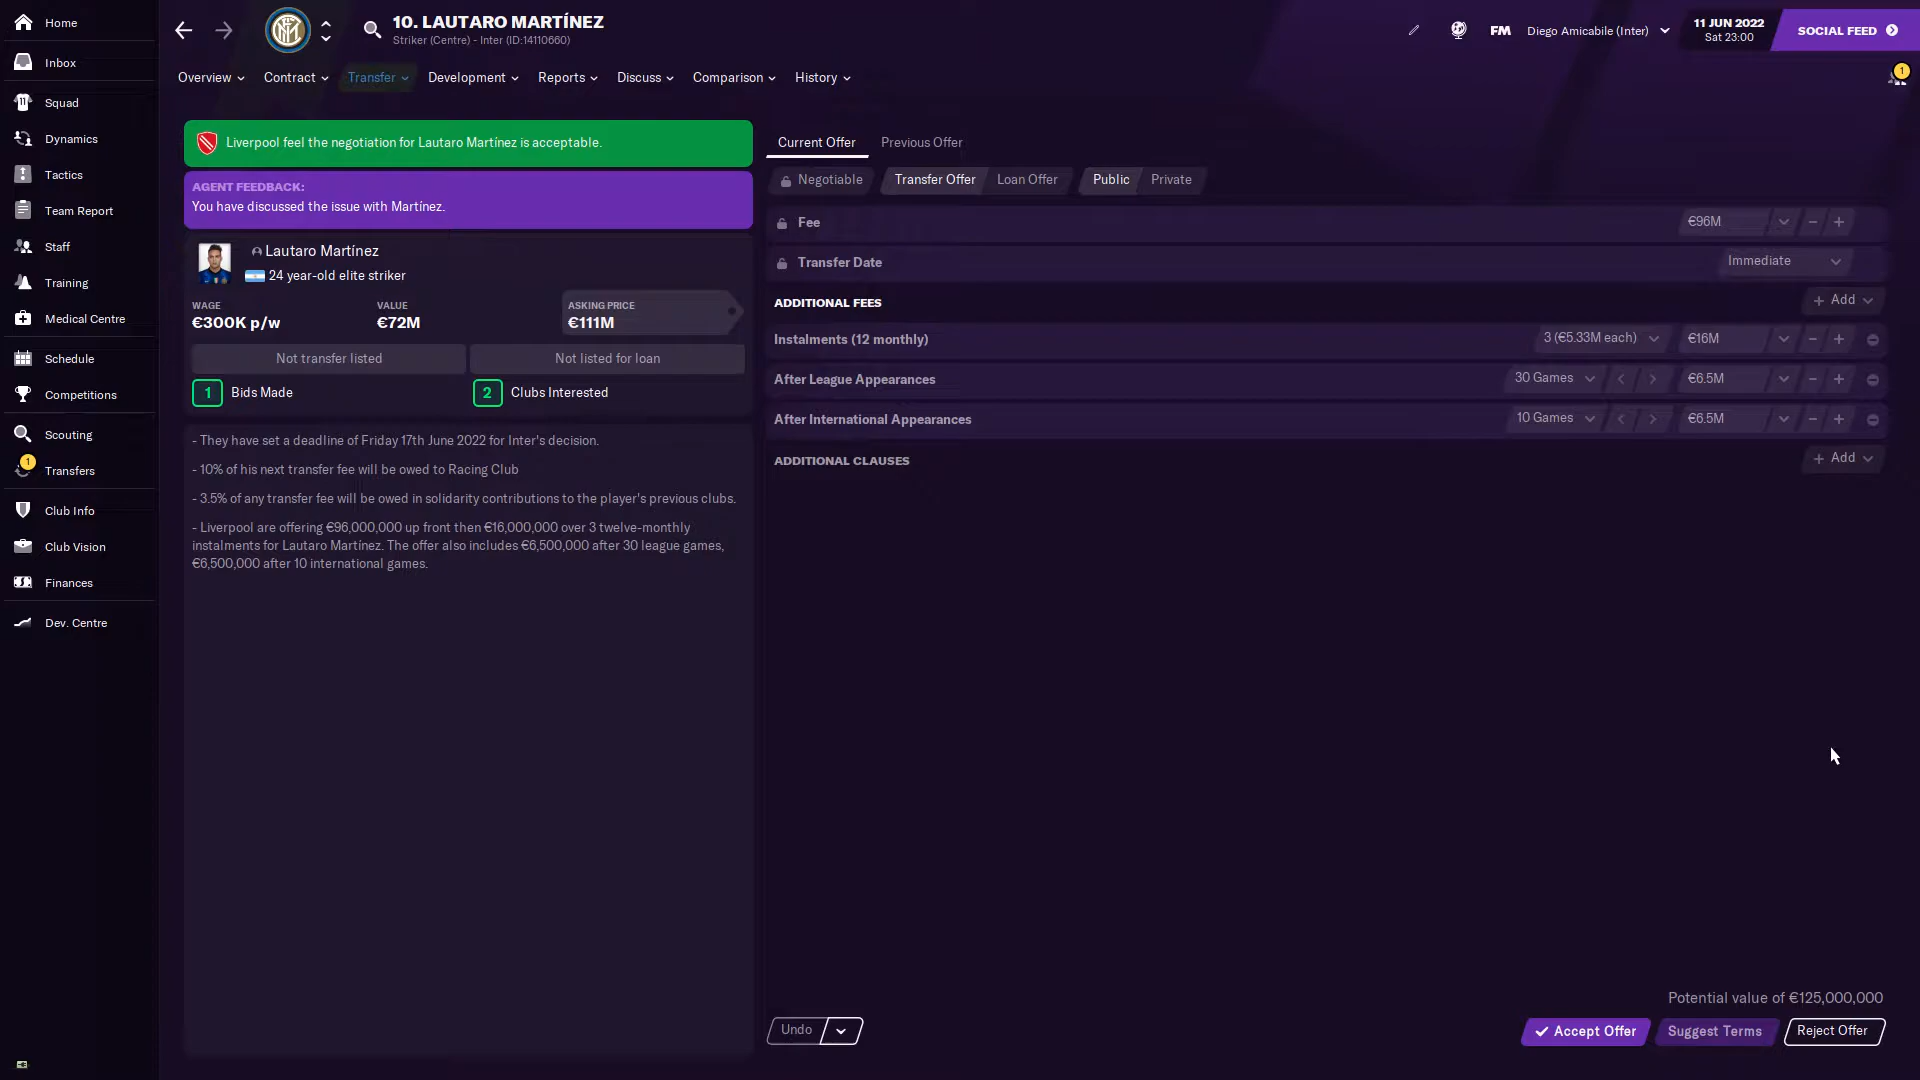 Home
Inbox
Squad
Dynamics
Tactics
Team Report
Staff
Training
Medical Centre
Schedule
Competitions
Scouting
1
Transfers
Club Info
Club Vision
Finances
Dev. Centre
10. LAUTARO MARTÍNEZ
Striker (Centre) - Inter (ID:14110660)
FM
Diego Amicabile (Inter)
11 JUN 2022
Sat 23:00
SOCIAL FEED
1
Overview
Contract
Transfer
Development
Reports
Discuss
Comparison
History
Liverpool feel the negotiation for Lautaro Martínez is acceptable.
AGENT FEEDBACK:
You have discussed the issue with Martínez.
Lautaro Martínez
24 year-old elite striker
WAGE
€300K p/w
VALUE
€72M
ASKING PRICE
€111M
Not transfer listed
Not listed for loan
1 Bids Made
2 Clubs Interested
- They have set a deadline of Friday 17th June 2022 for Inter's decision.
- 10% of his next transfer fee will be owed to Racing Club
- 3.5% of any transfer fee will be owed in solidarity contributions to the player's previous clubs.
- Liverpool are offering €96,000,000 up front then €16,000,000 over 3 twelve-monthly
instalments for Lautaro Martínez. The offer also includes €6,500,000 after 30 league games,
€6,500,000 after 10 international games.
Current Offer
Previous Offer
Negotiable
Transfer Offer
Loan Offer
Public
Private
Fee
€96M
Transfer Date
Immediate
ADDITIONAL FEES
+ Add
Instalments (12 monthly)
3 (€5.33M each)
€16M
After League Appearances
30 Games
€6.5M
After International Appearances
10 Games
€6.5M
ADDITIONAL CLAUSES
+ Add
Potential value of €125,000,000
Undo
Accept Offer
Suggest Terms
Reject Offer